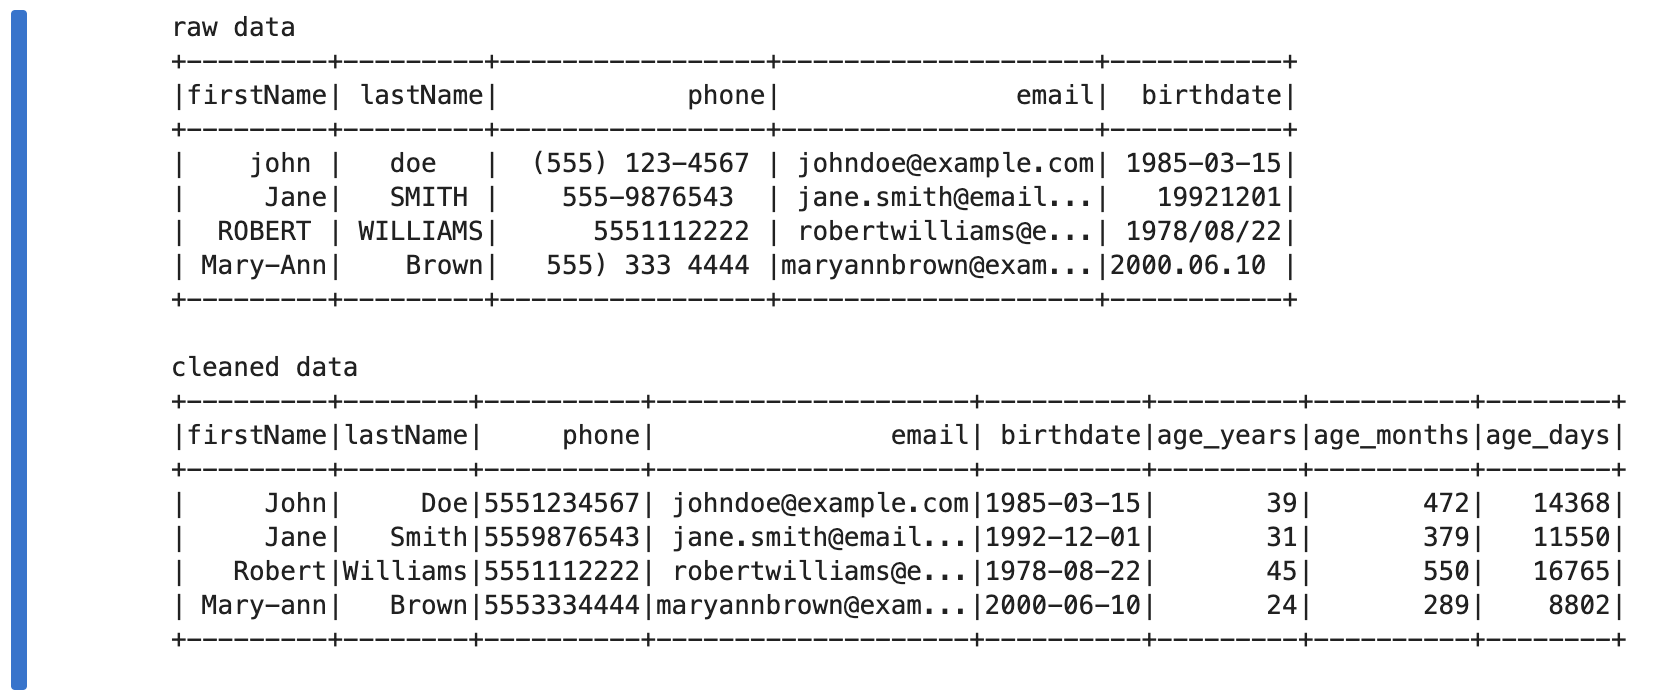 raw data
+---------+---------+-----------------+--------------------+-----------+
|firstName| lastName|            phone|               email|  birthdate|
+---------+---------+-----------------+--------------------+-----------+
|    john |   doe   |  (555) 123-4567 | johndoe@example.com| 1985-03-15|
|     Jane|   SMITH |    555-9876543  | jane.smith@email...|   19921201|
|  ROBERT | WILLIAMS|      5551112222 | robertwilliams@e...| 1978/08/22|
| Mary-Ann|    Brown|   555) 333 4444 |maryannbrown@exam...|2000.06.10 |
+---------+---------+-----------------+--------------------+-----------+
cleaned data
+---------+--------+----------+--------------------+----------+---------+----------+--------+
|firstName|lastName|     phone|               email| birthdate|age_years|age_months|age_days|
+---------+--------+----------+--------------------+----------+---------+----------+--------+
|     John|     Doe|5551234567| johndoe@example.com|1985-03-15|       39|       472|   14368|
|     Jane|   Smith|5559876543| jane.smith@email...|1992-12-01|       31|       379|   11550|
|   Robert|Williams|5551112222| robertwilliams@e...|1978-08-22|       45|       550|   16765|
| Mary-ann|   Brown|5553334444|maryannbrown@exam...|2000-06-10|       24|       289|    8802|
+---------+--------+----------+--------------------+----------+---------+----------+--------+